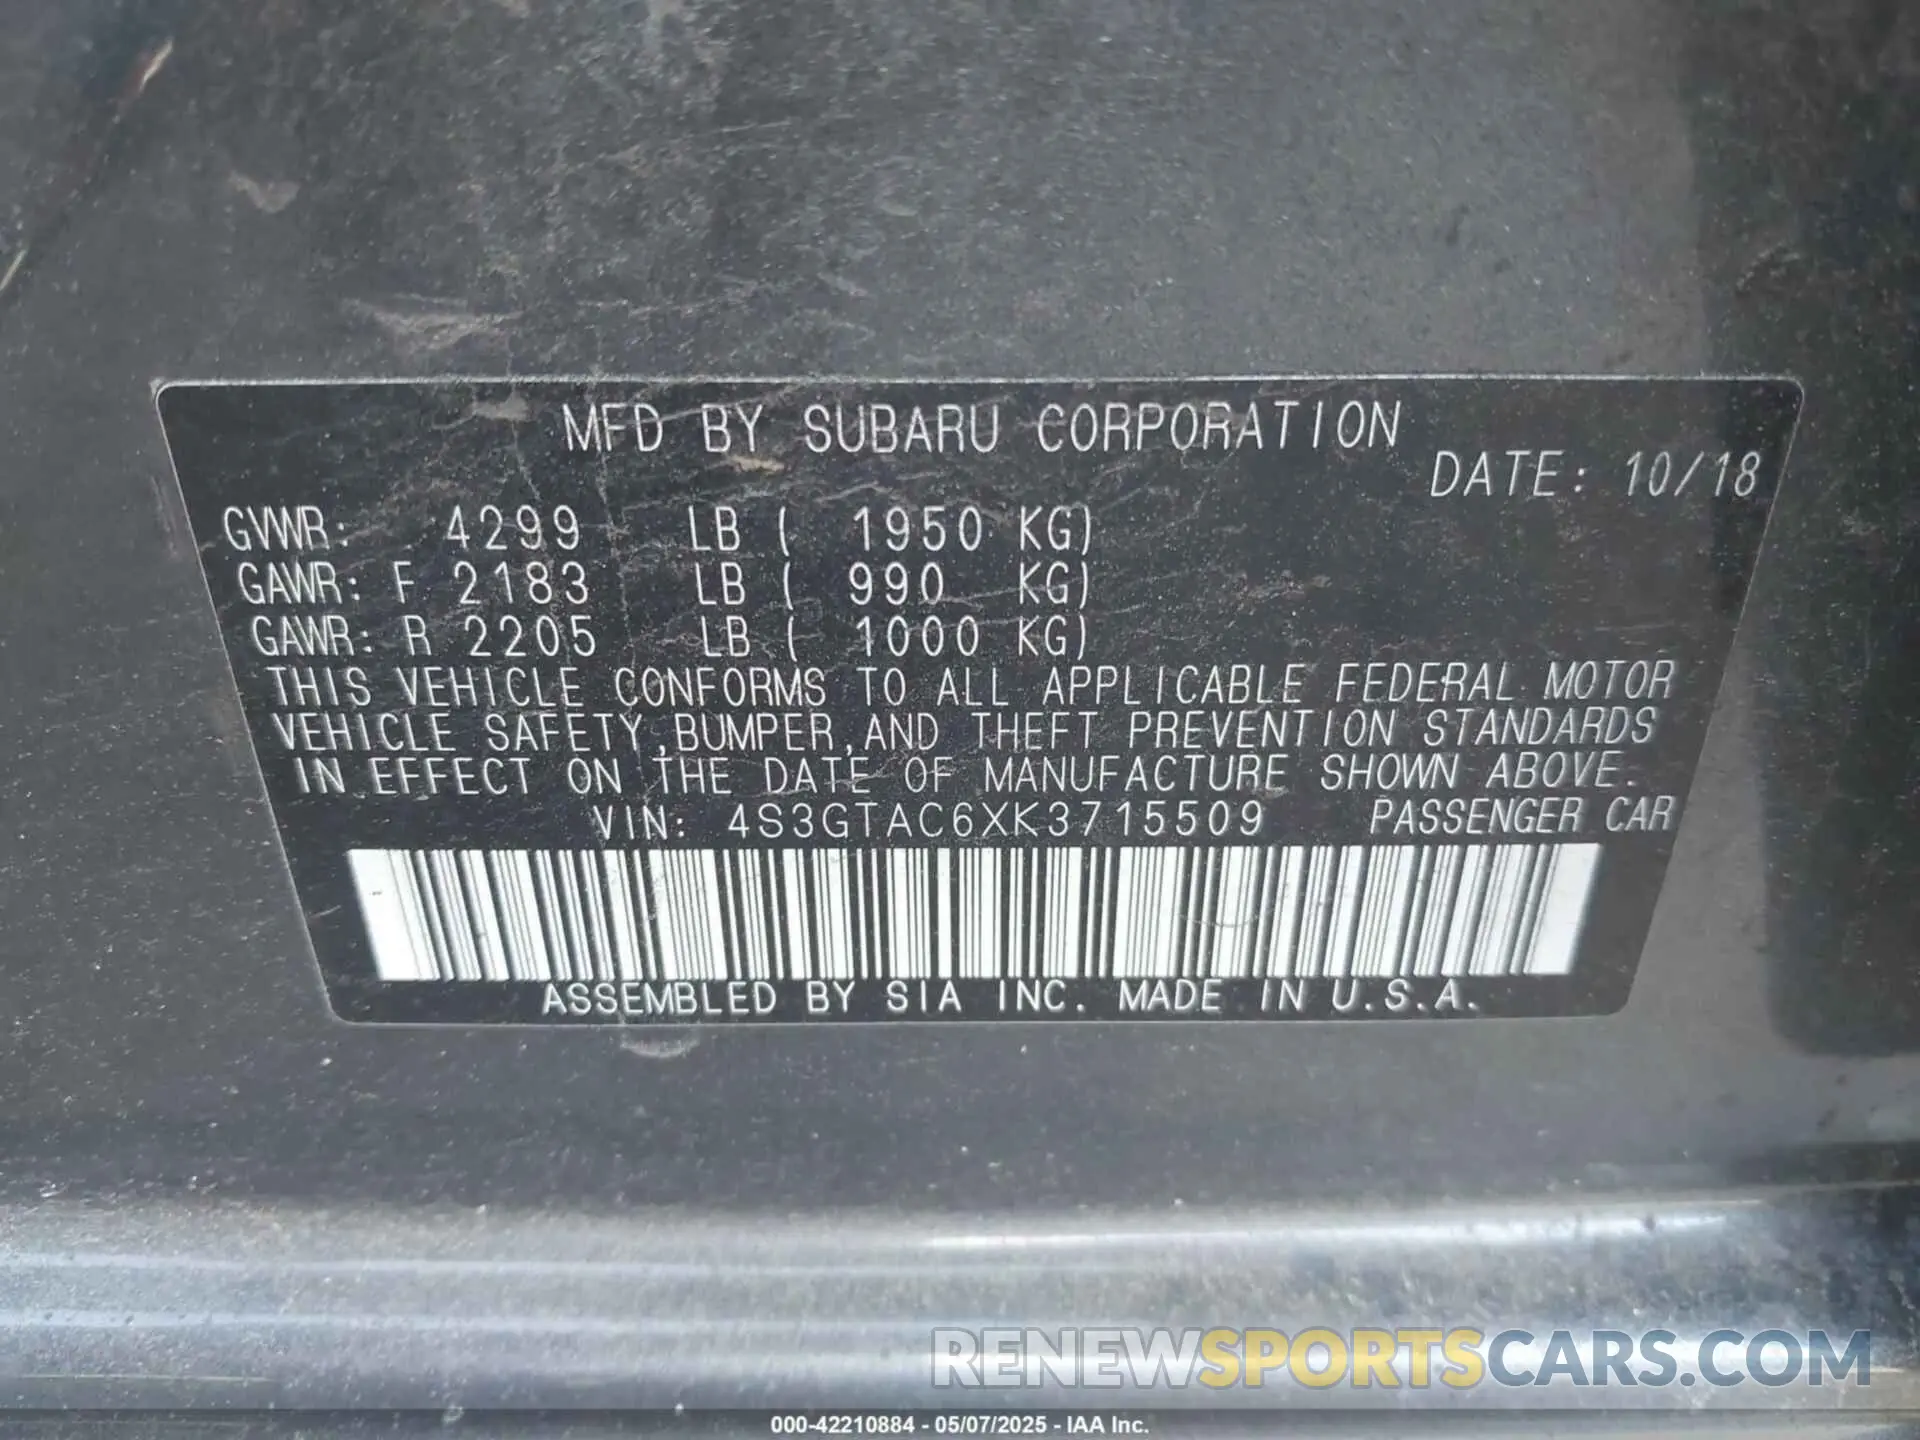 MFD BY SUBARU CORPORATION
DATE: 10/18
GVWR: 4299 LB ( 1950 KG)
GAWR: F 2183 LB ( 990 KG)
GAWR: R 2205 LB ( 1000 KG)
THIS VEHICLE CONFORMS TO ALL APPLICABLE FEDERAL MOTOR
VEHICLE SAFETY,BUMPER,AND THEFT PREVENTION STANDARDS
IN EFFECT ON THE DATE OF MANUFACTURE SHOWN ABOVE.
VIN: 4S3GTAC6XK3715509 PASSENGER CAR
ASSEMBLED BY SIA INC. MADE IN U.S.A.
RENEWSPORTSCARS.COM
000-42210884 - 05/07/2025 - IAA Inc.